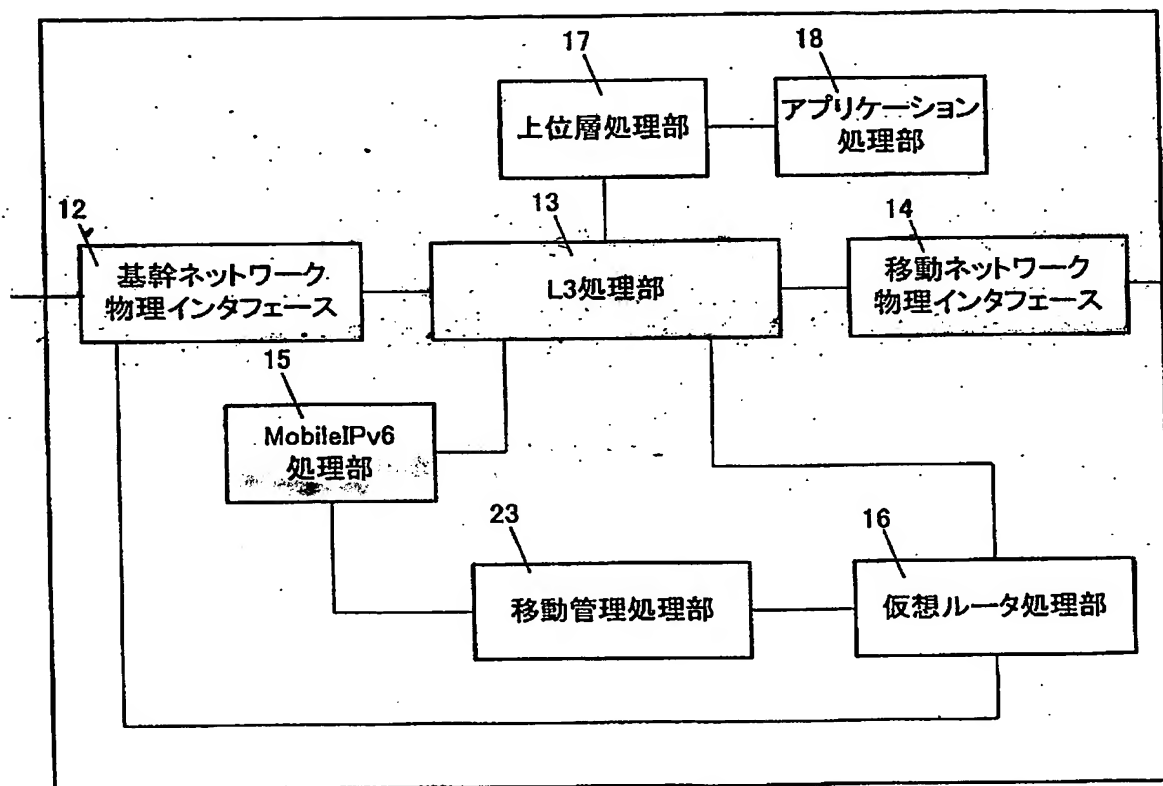 17
上位層処理部
18
アプリケーション
処理部
12
基幹ネットワーク
物理インタフェース
13
L3処理部
14
移動ネットワーク
物理インタフェース
15
MobileIPv6
処理部
23
移動管理処理部
16
仮想ルータ処理部